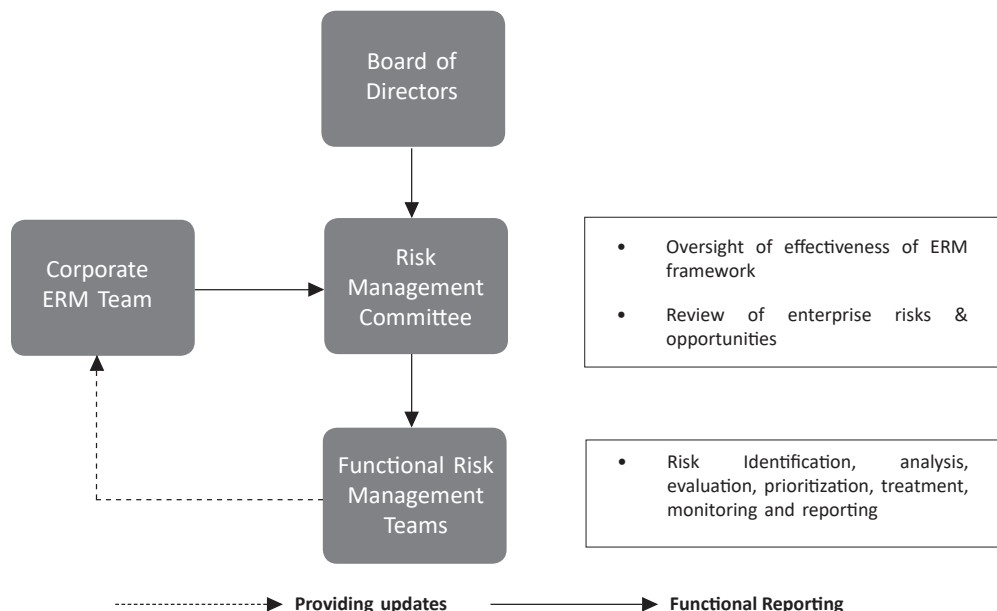 Board of
Directors
Corporate
ERM Team
Risk
Management
Committee
• Oversight of effectiveness of ERM
framework
• Review of enterprise risks &
opportunities
Functional Risk
Management
Teams
• Risk Identification, analysis,
evaluation, prioritization, treatment,
monitoring and reporting
Providing updates
Functional Reporting